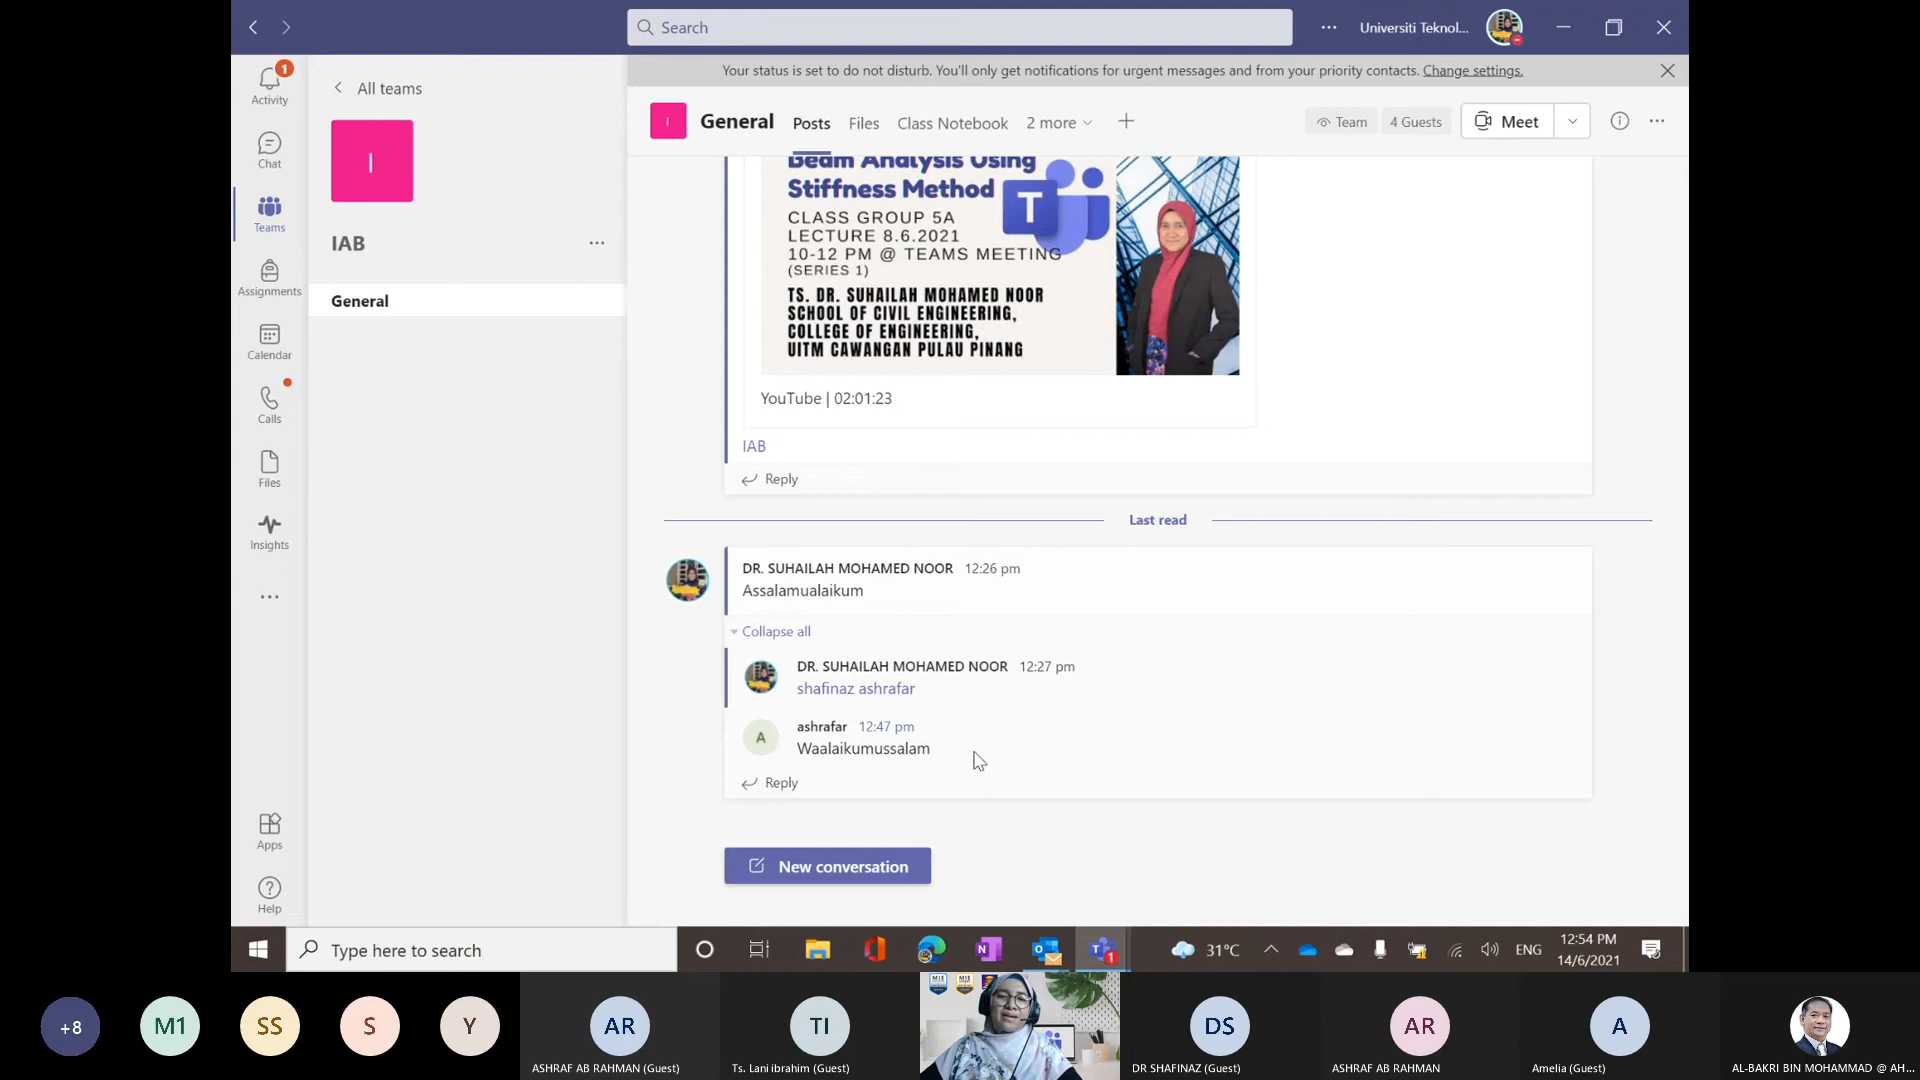 Search
Universiti Teknol...
Your status is set to do not disturb. You'll only get notifications for urgent messages and from your priority contacts. Change settings.
1
Activity
Chat
Teams
Assignments
Calendar
Calls
Files
Insights
Apps
Help
All teams
I
IAB
General
I
General
Posts
Files
Class Notebook
2 more
Team
4 Guests
Meet
Beam Analysis Using
Stiffness Method
T
CLASS GROUP 5A
LECTURE 8.6.2021
10-12 PM @ TEAMS MEETING
(SERIES 1)
TS. DR. SUHAILAH MOHAMED NOOR
SCHOOL OF CIVIL ENGINEERING,
COLLEGE OF ENGINEERING,
UITM CAWANGAN PULAU PINANG
YouTube | 02:01:23
IAB
Reply
Last read
DR. SUHAILAH MOHAMED NOOR 12:26 pm
Assalamualaikum
Collapse all
DR. SUHAILAH MOHAMED NOOR 12:27 pm
shafinaz ashrafar
A
ashrafar 12:47 pm
Waalaikumussalam
Reply
New conversation
Type here to search
N
T
1
31°C
ENG
12:54 PM
14/6/2021
+8
M1
SS
S
Y
AR
ASHRAF AB RAHMAN (Guest)
TI
Ts. Lani ibrahim (Guest)
MIE
MIE
DS
DR SHAFINAZ (Guest)
AR
ASHRAF AB RAHMAN
A
Amelia (Guest)
AL-BAKRI BIN MOHAMMAD @ AH...